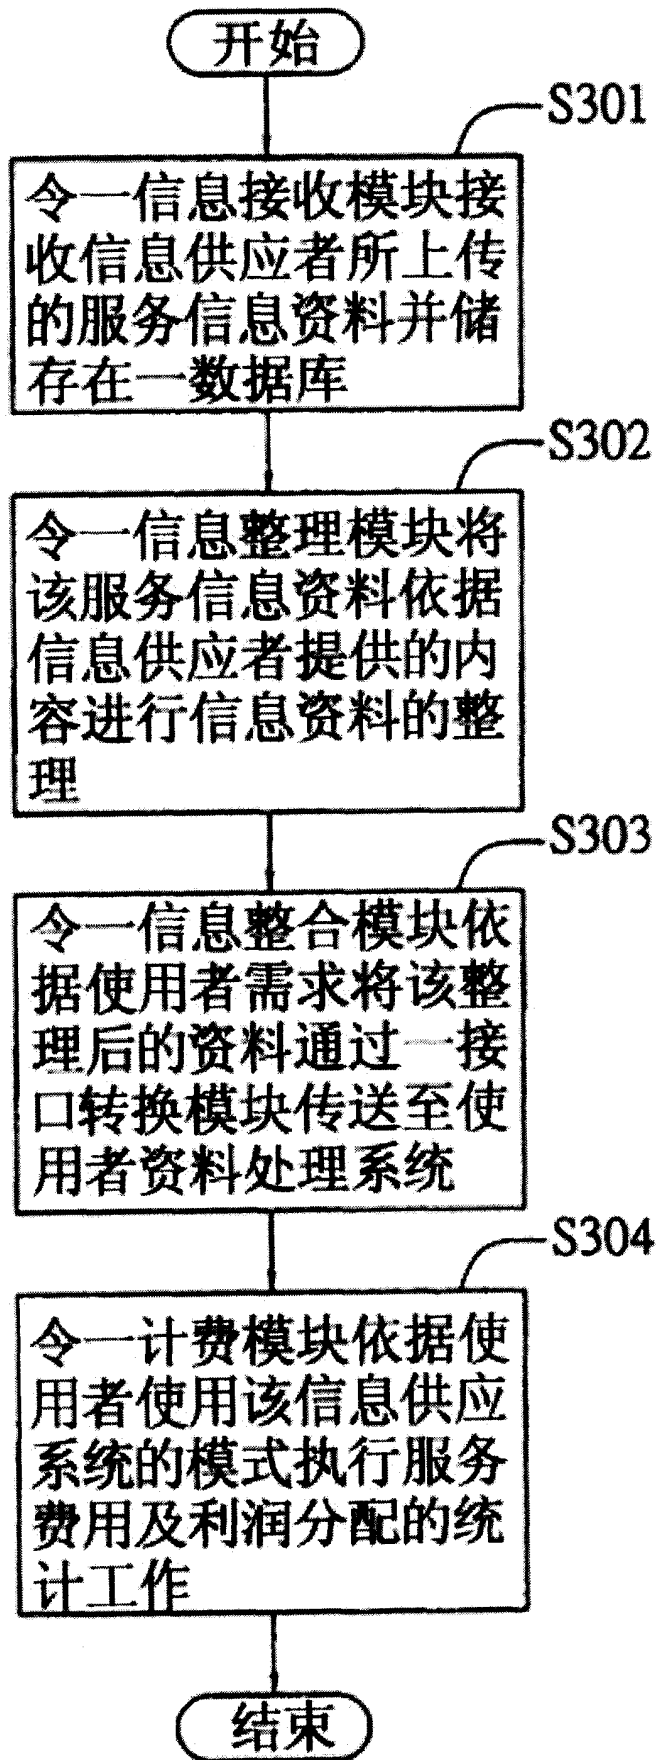 开始
S301
令一信息接收模块接
收信息供应者所上传
的服务信息资料并储
存在一数据库
S302
令一信息整理模块将
该服务信息资料依据
信息供应者提供的内
容进行信息资料的整
理
S303
令一信息整合模块依
据使用者需求将该整
理后的资料通过一接
口转换模块传送至使
用者资料处理系统
S304
令一计费模块依据使
用者使用该信息供应
系统的模式执行服务
费用及利润分配的统
计工作
结束